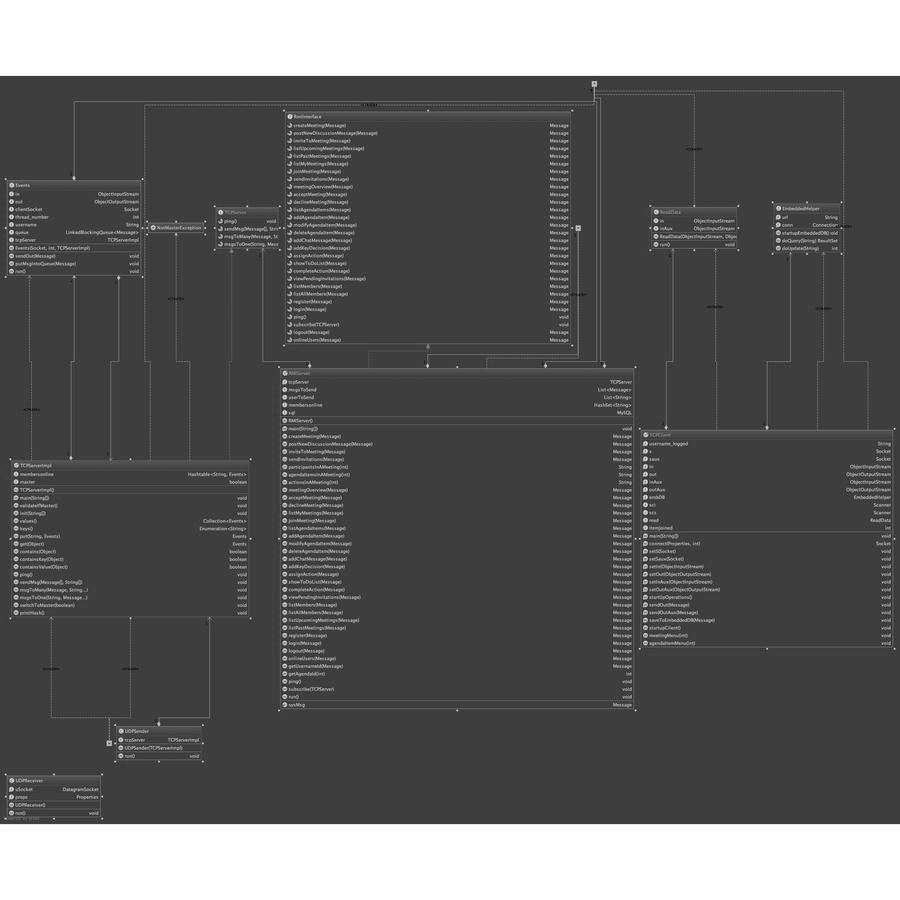 RmiInterface
createMeeting(Message) Message
postNewDiscussionMessage(Message) Message
inviteToMeeting(Message) Message
listUpcomingMeetings(Message) Message
listPastMeetings(Message) Message
listMyMeetings(Message) Message
joinMeeting(Message) Message
sendInvitations(Message) Message
meetingOverview(Message) Message
acceptMeeting(Message) Message
declineMeeting(Message) Message
listAgendaItems(Message) Message
addAgendaItem(Message) Message
modifyAgendaItem(Message) Message
deleteAgendaItem(Message) Message
addChatMessage(Message) Message
addKeyDecision(Message) Message
assignAction(Message) Message
showToDoList(Message) Message
completeAction(Message) Message
viewPendingInvitations(Message) Message
listMembers(Message) Message
listAllMembers(Message) Message
register(Message) Message
login(Message) Message
ping() void
subscribe(TCPServer) void
logout(Message) Message
onlineUsers(Message) Message
Events
in ObjectInputStream
out ObjectOutputStream
clientSocket Socket
thread_number int
username String
queue LinkedBlockingQueue<Message>
tcpServer TCPServerImpl
Events(Socket, int, TCPServerImpl)
sendOut(Message) void
putMsgIntoQueue(Message) void
run() void
NotMasterException
TCPServer
ping() void
sendMsg(Message[], Stri
msgToMany(Message, S
msgsToOne(String, Mess
ReadData
in ObjectInputStream
inAux ObjectInputStream
ReadData(ObjectInputStream, Objec
run() void
EmbeddedHelper
url String
conn Connection
startupEmbeddedDB() void
doQuery(String) ResultSet
doUpdate(String) int
RMIServer
tcpServer TCPServer
msgsToSend List<Message>
userToSend List<String>
membersonline HashSet<String>
sql MySQL
RMIServer()
main(String[]) void
createMeeting(Message) Message
postNewDiscussionMessage(Message) Message
inviteToMeeting(Message) Message
sendInvitations(Message) Message
participantsInAMeeting(int) String
agendaitemsInAMeeting(int) String
actionsInAMeeting(int) String
meetingOverview(Message) Message
acceptMeeting(Message) Message
declineMeeting(Message) Message
listMyMeetings(Message) Message
joinMeeting(Message) Message
listAgendaItems(Message) Message
addAgendaItem(Message) Message
modifyAgendaItem(Message) Message
deleteAgendaItem(Message) Message
addChatMessage(Message) Message
addKeyDecision(Message) Message
assignAction(Message) Message
showToDoList(Message) Message
completeAction(Message) Message
viewPendingInvitations(Message) Message
listMembers(Message) Message
listAllMembers(Message) Message
listUpcomingMeetings(Message) Message
listPastMeetings(Message) Message
register(Message) Message
login(Message) Message
logout(Message) Message
onlineUsers(Message) Message
getUsernameId(Message) Message
getAgendaId(int) int
ping() void
subscribe(TCPServer) void
run() void
sysMsg Message
TCPClient
username_logged String
s Socket
saux Socket
in ObjectInputStream
out ObjectOutputStream
inAux ObjectInputStream
outAux ObjectOutputStream
embDB EmbeddedHelper
sci Scanner
scs Scanner
read ReadData
itemJoined int
main(String[]) void
connect(Properties, int) Socket
setS(Socket) void
setSaux(Socket) void
setIn(ObjectInputStream) void
setOut(ObjectOutputStream) void
setInAux(ObjectInputStream) void
setOutAux(ObjectOutputStream) void
startUpOperations() void
sendOut(Message) void
sendOutAux(Message) void
saveToEmbeddedDB(Message) void
startupClient() void
meetingMenu(int) void
agendaItemMenu(int) void
TCPServerImpl
membersonline Hashtable<String, Events>
master boolean
TCPServerImpl()
main(String[]) void
validateIfMaster() void
init(String[]) void
values() Collection<Events>
keys() Enumeration<String>
put(String, Events) Events
get(Object) Events
contains(Object) boolean
containsKey(Object) boolean
containsValue(Object) boolean
ping() void
sendMsg(Message[], String[]) void
msgToMany(Message, String...) void
msgsToOne(String, Message...) void
switchToMaster(boolean) void
printHash() void
UDPSender
tcpServer TCPServerImpl
UDPSender(TCPServerImpl)
run() void
UDPReceiver
uSocket DatagramSocket
props Properties
UDPReceiver()
run() void